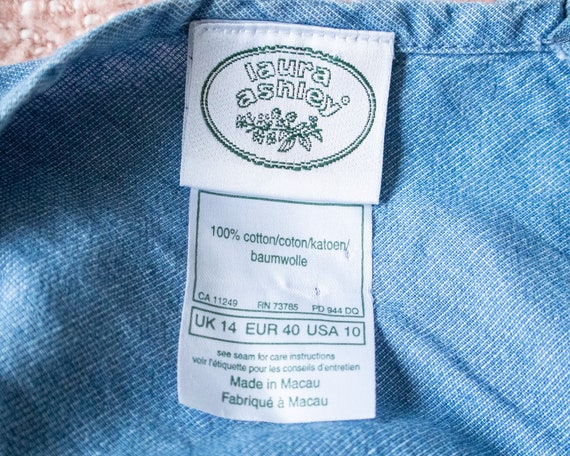 laura
ashley®
100% cotton/coton/katoen/
baumwolle
CA 11249 RN 73785 PD 944 DQ
UK 14 EUR 40 USA 10
see seam for care instructions
voir l'étiquette pour les conseils d'entretien
Made in Macau
Fabriqué à Macau